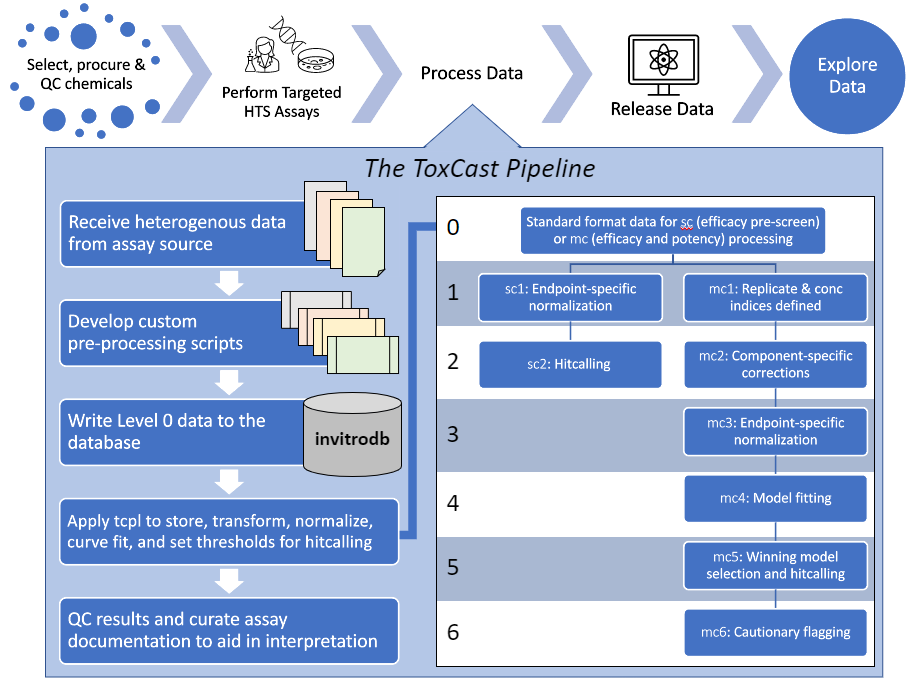 Select, procure &
QC chemicals
Perform Targeted
HTS Assays
Process Data
Release Data
Explore
Data
The ToxCast Pipeline
Receive heterogenous data
from assay source
Develop custom
pre-processing scripts
Write Level 0 data to the
database
invitrodb
Apply tcpl to store, transform, normalize,
curve fit, and set thresholds for hitcalling
QC results and curate assay
documentation to aid in interpretation
0
Standard format data for sc (efficacy pre-screen)
or mc (efficacy and potency) processing
1
sc1: Endpoint-specific
normalization
mc1: Replicate & conc
indices defined
2
sc2: Hitcalling
mc2: Component-specific
corrections
3
mc3: Endpoint-specific
normalization
4
mc4: Model fitting
5
mc5: Winning model
selection and hitcalling
6
mc6: Cautionary flagging